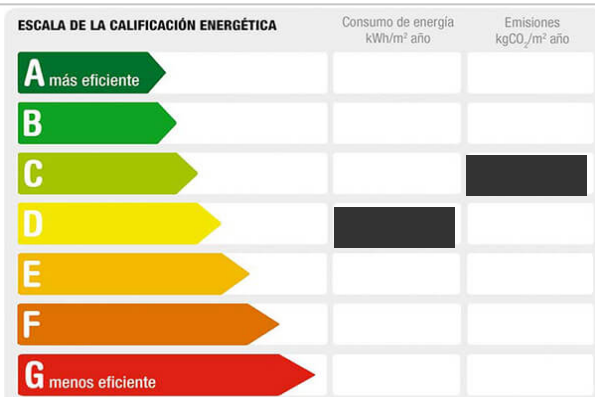 ESCALA DE LA CALIFICACIÓN ENERGÉTICA
Consumo de energía
kWh/m² año
Emisiones
kgCO₂/m² año
A más eficiente
B
C
D
E
F
G menos eficiente